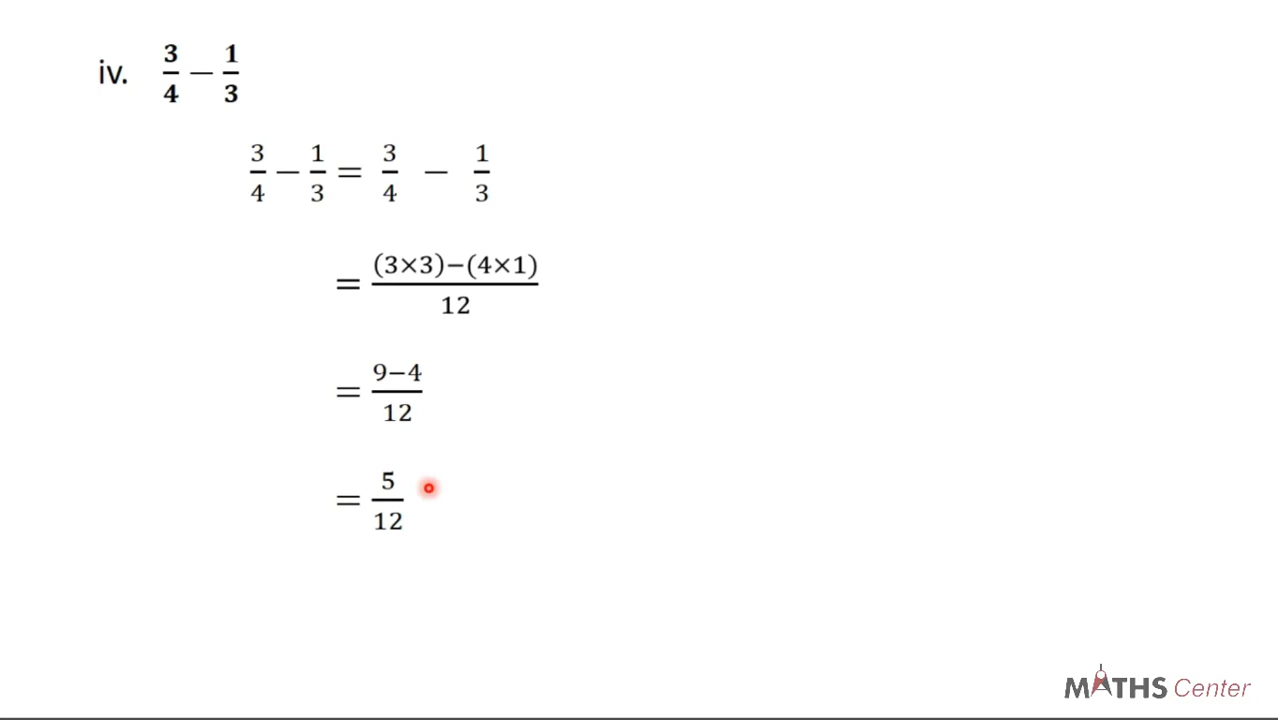 iv. 3/4 − 1/3
3/4 − 1/3 = 3/4 − 1/3
= (3×3)−(4×1)/12
= 9−4/12
= 5/12
MATHS Center